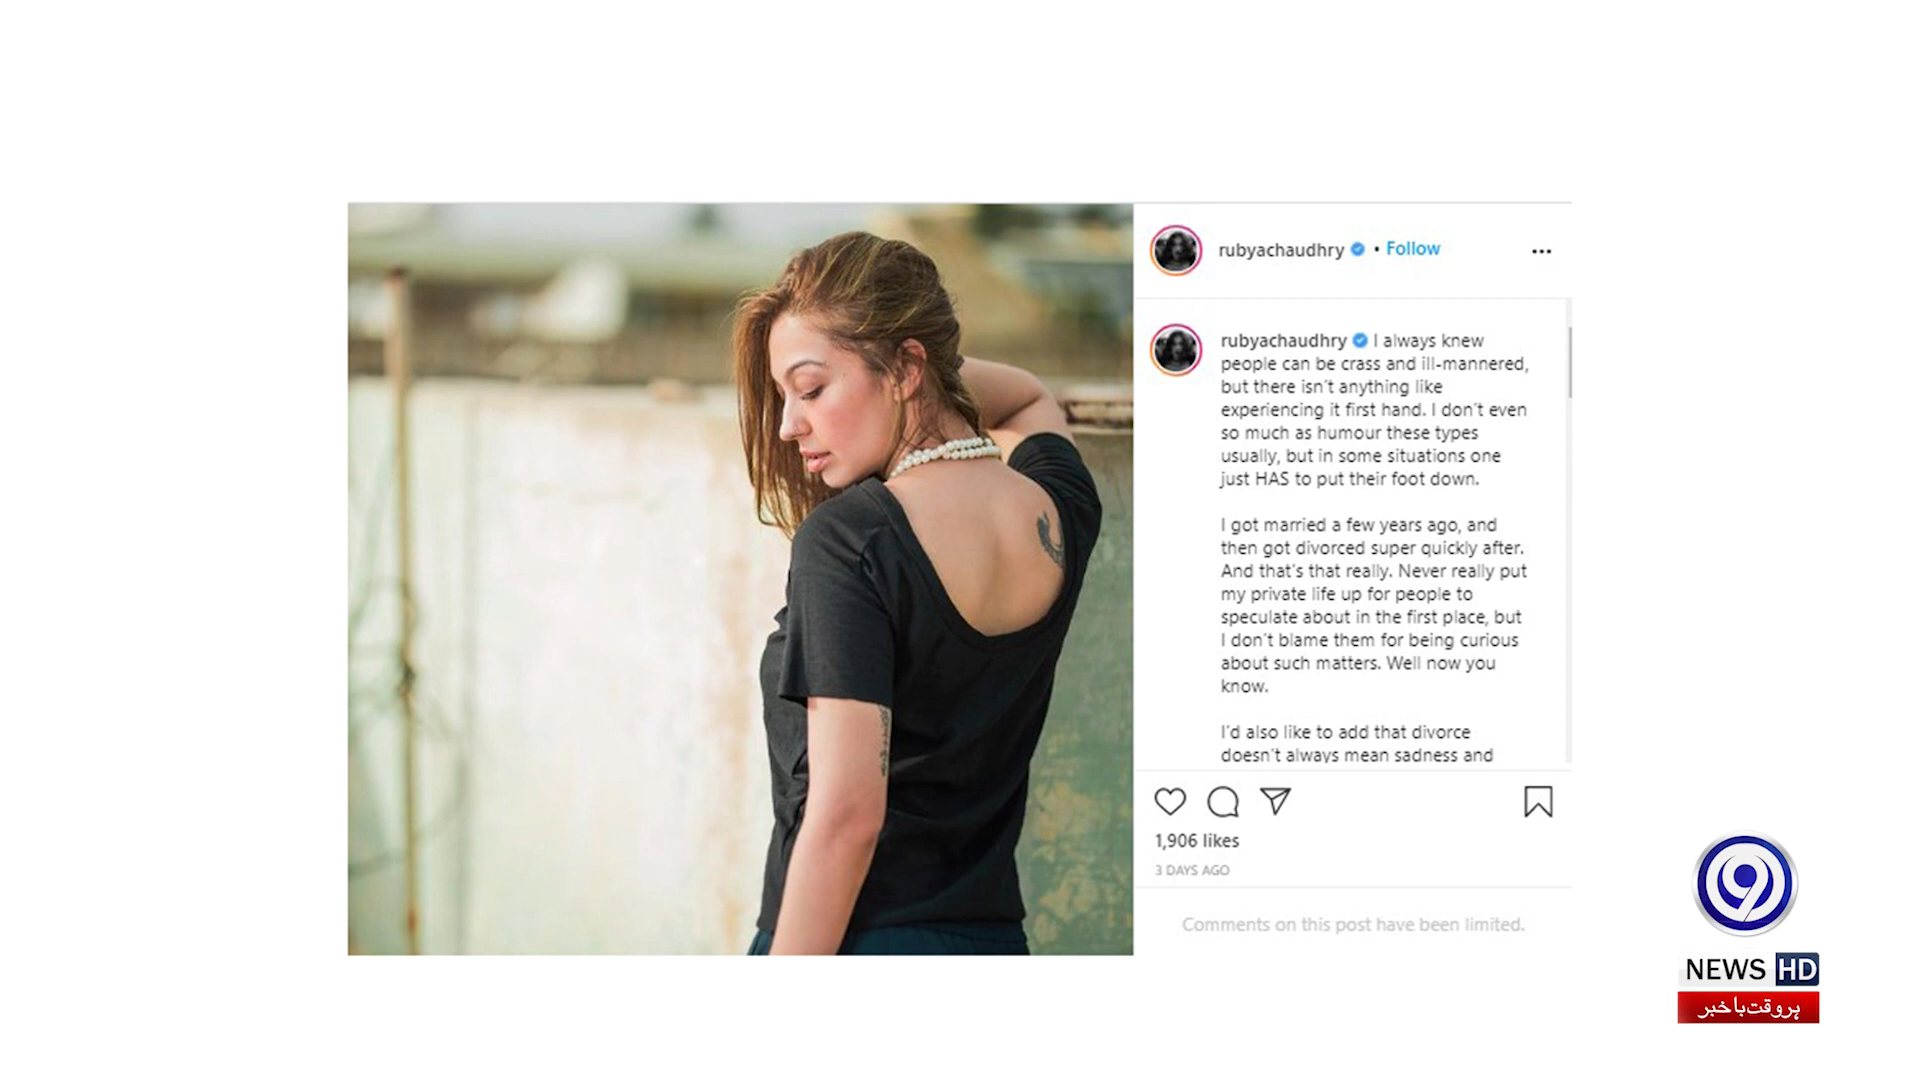 rubyachaudhry • Follow
rubyachaudhry I always knew
people can be crass and ill-mannered,
but there isn't anything like
experiencing it first hand. I don't even
so much as humour these types
usually, but in some situations one
just HAS to put their foot down.
I got married a few years ago, and
then got divorced super quickly after.
And that's that really. Never really put
my private life up for people to
speculate about in the first place, but
I don't blame them for being curious
about such matters. Well now you
know.
I'd also like to add that divorce
doesn't always mean sadness and
1,906 likes
3 DAYS AGO
Comments on this post have been limited.
9
NEWS HD
ہر وقت باخبر